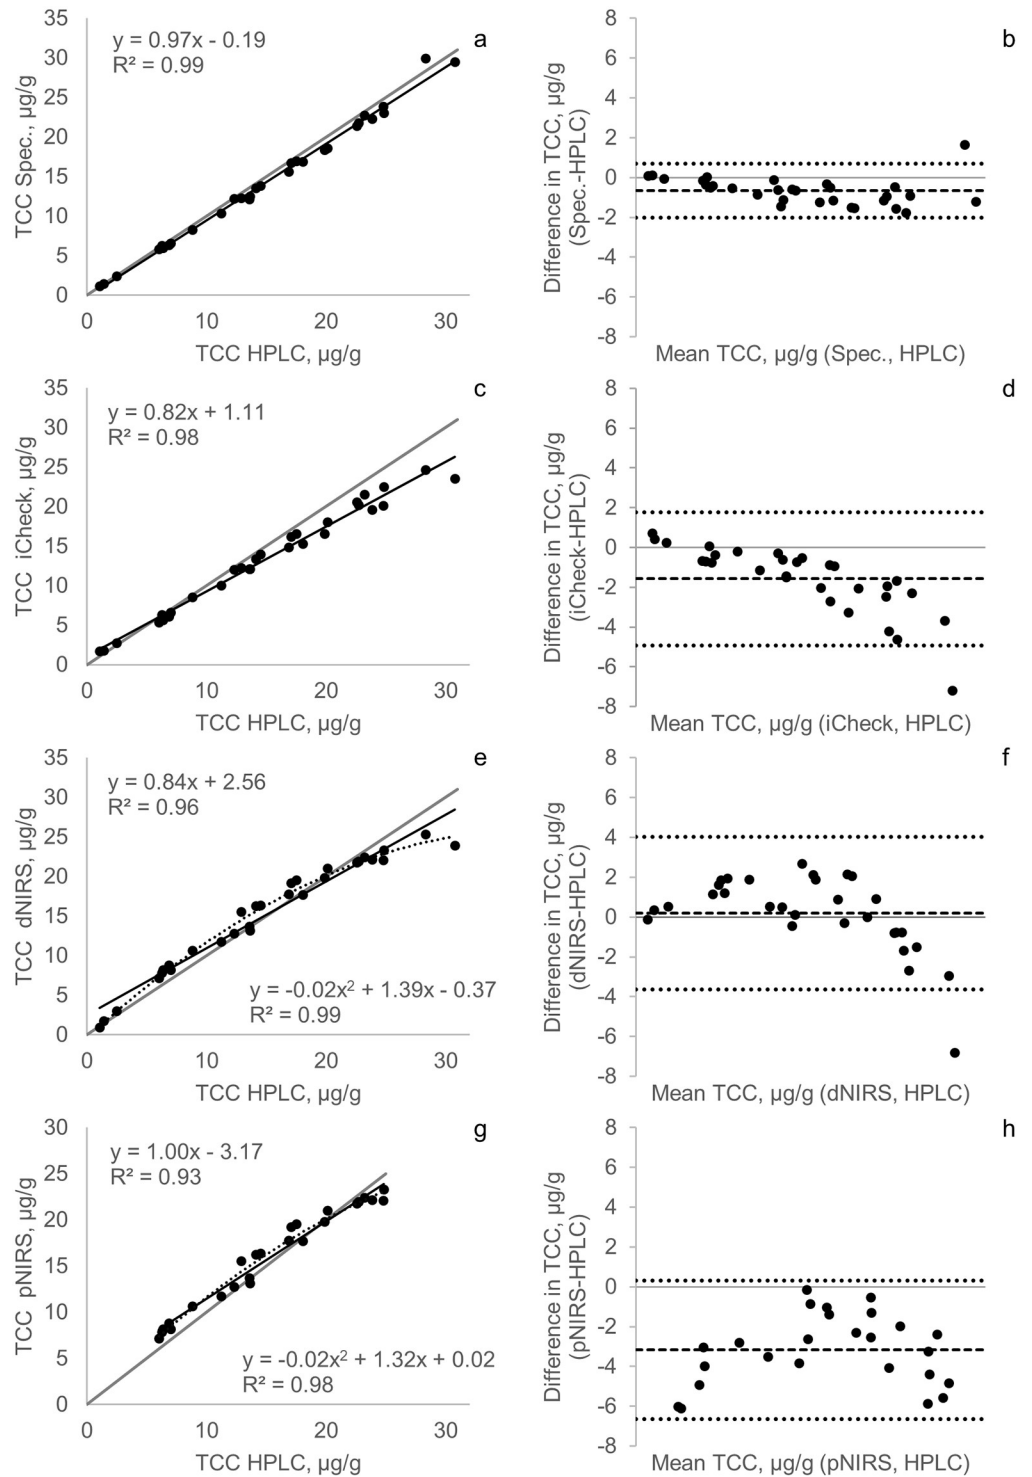 a
y = 0.97x - 0.19
R² = 0.99
TCC Spec., µg/g
35
30
25
20
15
10
5
0
0 10 20 30
TCC HPLC, µg/g
b
Difference in TCC, µg/g
(Spec.-HPLC)
8
6
4
2
0
-2
-4
-6
-8
Mean TCC, µg/g (Spec., HPLC)
c
y = 0.82x + 1.11
R² = 0.98
TCC iCheck, µg/g
35
30
25
20
15
10
5
0
0 10 20 30
TCC HPLC, µg/g
d
Difference in TCC, µg/g
(iCheck-HPLC)
8
6
4
2
0
-2
-4
-6
-8
Mean TCC, µg/g (iCheck, HPLC)
e
y = 0.84x + 2.56
R² = 0.96
TCC dNIRS, µg/g
35
30
25
20
15
10
5
0
y = -0.02x² + 1.39x - 0.37
R² = 0.99
0 10 20 30
TCC HPLC, µg/g
f
Difference in TCC, µg/g
(dNIRS-HPLC)
8
6
4
2
0
-2
-4
-6
-8
Mean TCC, µg/g (dNIRS, HPLC)
g
y = 1.00x - 3.17
R² = 0.93
TCC pNIRS, µg/g
30
25
20
15
10
5
0
y = -0.02x² + 1.32x + 0.02
R² = 0.98
0 10 20 30
TCC HPLC, µg/g
h
Difference in TCC, µg/g
(pNIRS-HPLC)
8
6
4
2
0
-2
-4
-6
-8
Mean TCC, µg/g (pNIRS, HPLC)